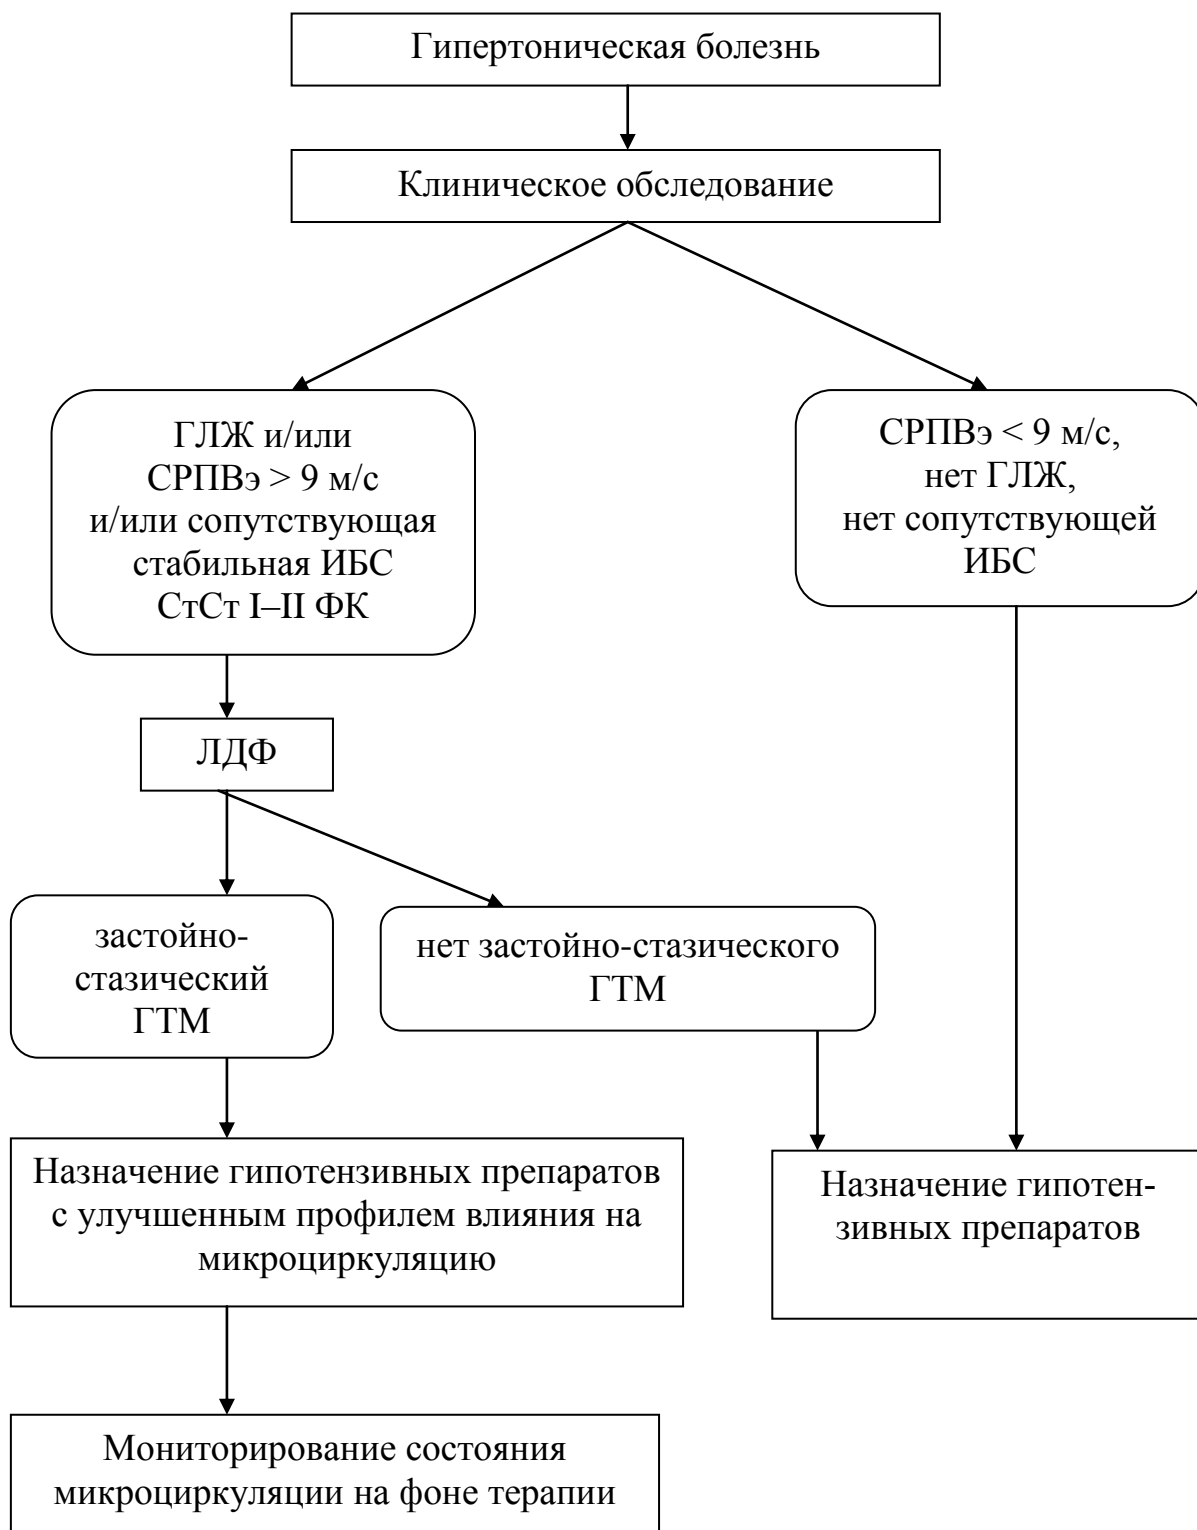 Гипертоническая болезнь
Клиническое обследование
ГЛЖ и/или
СРПВэ > 9 м/с
и/или сопутствующая
стабильная ИБС
СтСт I–II ФК
СРПВэ < 9 м/с,
нет ГЛЖ,
нет сопутствующей
ИБС
ЛДФ
застойно-
стазический
ГТМ
нет застойно-стазического
ГТМ
Назначение гипотензивных препаратов
с улучшенным профилем влияния на
микроциркуляцию
Назначение гипотен-
зивных препаратов
Мониторирование состояния
микроциркуляции на фоне терапии